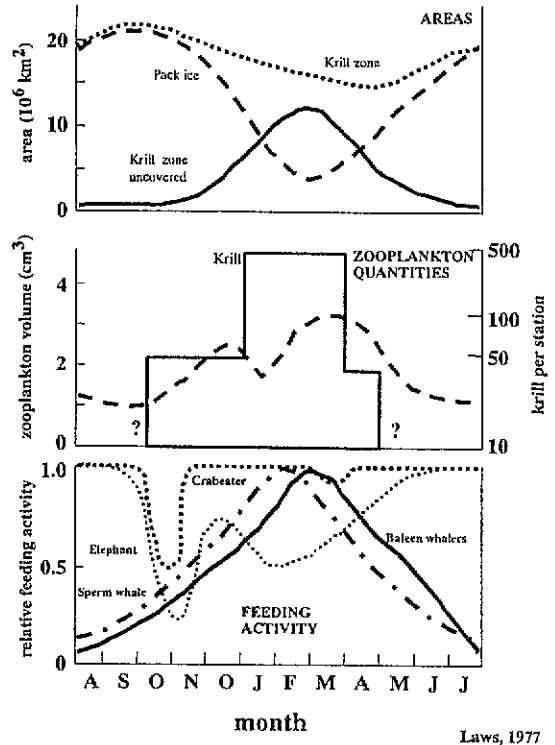 AREAS
area (10⁶ km²)
20
10
0
Krill zone
Pack ice
Krill zone
uncovered
zooplankton volume (cm³)
4
2
0
Krill
ZOOPLANKTON
QUANTITIES
?
?
500
100
50
10
krill per station
relative feeding activity
1.0
0.5
0
Crabeater
Elephant
Sperm whale
Baleen whalers
FEEDING
ACTIVITY
A S O N O J F M A M J J
month
Laws, 1977